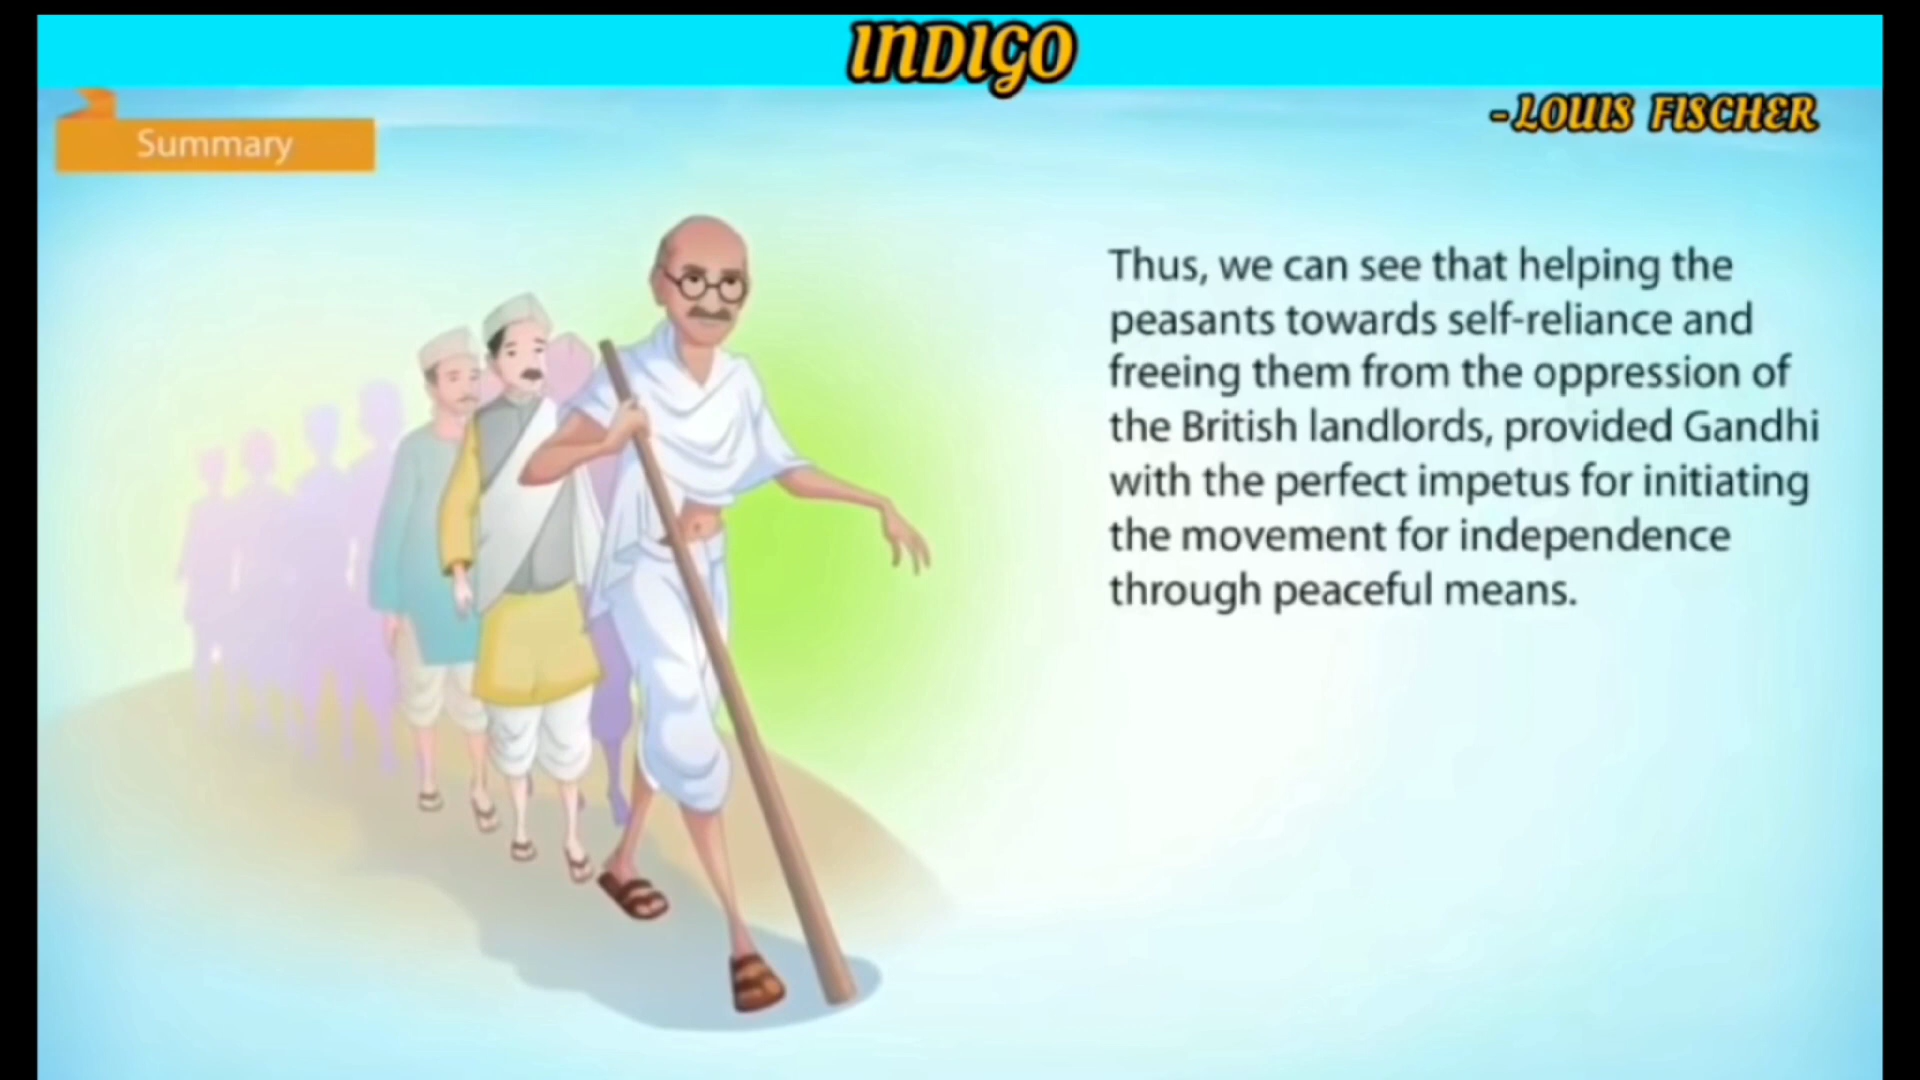 INDIGO
- LOUIS FISCHER
Summary
Thus, we can see that helping the
peasants towards self-reliance and
freeing them from the oppression of
the British landlords, provided Gandhi
with the perfect impetus for initiating
the movement for independence
through peaceful means.